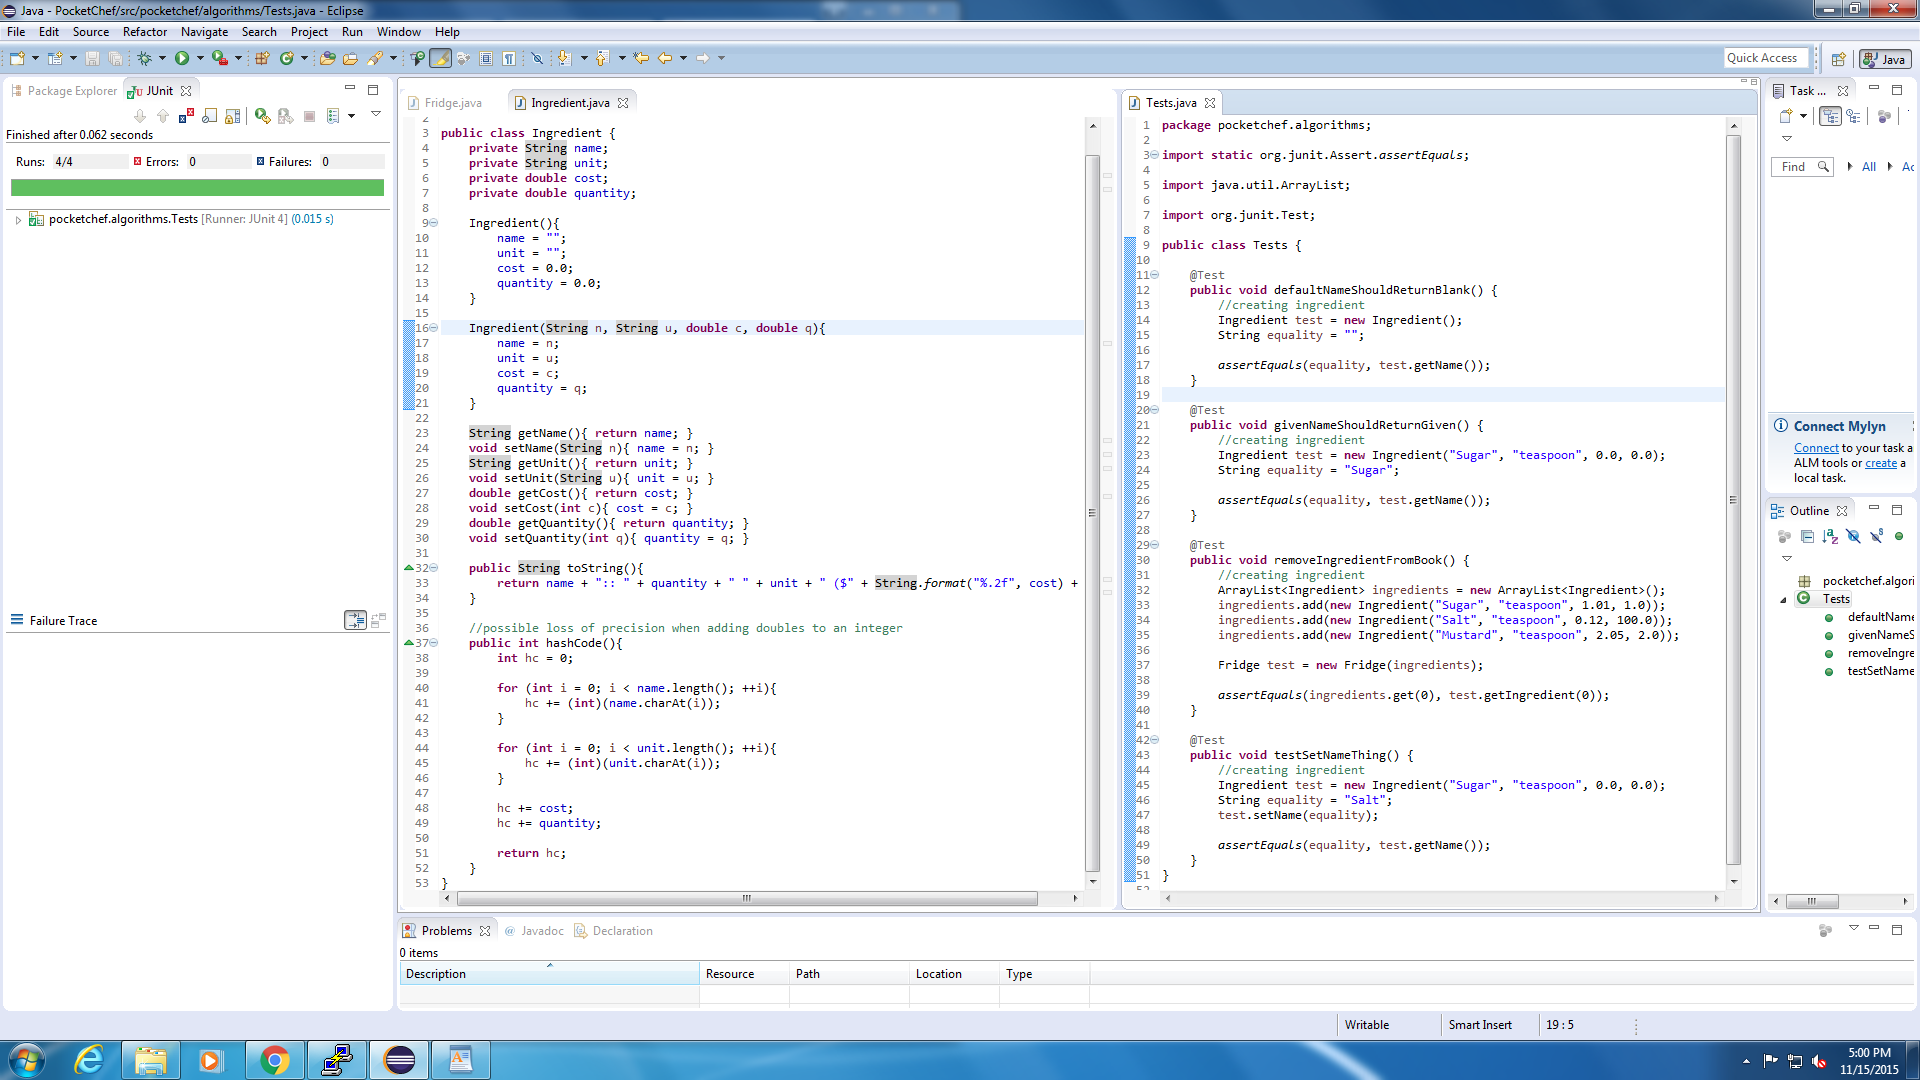 Java - PocketChef/src/pocketchef/algorithms/Tests.java - Eclipse
File Edit Source Refactor Navigate Search Project Run Window Help
Quick Access
Java
Package Explorer JUnit
Finished after 0.062 seconds
Runs: 4/4 Errors: 0 Failures: 0
pocketchef.algorithms.Tests [Runner: JUnit 4] (0.015 s)
Failure Trace
Fridge.java Ingredient.java
2
3 public class Ingredient {
4 private String name;
5 private String unit;
6 private double cost;
7 private double quantity;
8
9 Ingredient(){
10 name = "";
11 unit = "";
12 cost = 0.0;
13 quantity = 0.0;
14 }
15
16 Ingredient(String n, String u, double c, double q){
17 name = n;
18 unit = u;
19 cost = c;
20 quantity = q;
21 }
22
23 String getName(){ return name; }
24 void setName(String n){ name = n; }
25 String getUnit(){ return unit; }
26 void setUnit(String u){ unit = u; }
27 double getCost(){ return cost; }
28 void setCost(int c){ cost = c; }
29 double getQuantity(){ return quantity; }
30 void setQuantity(int q){ quantity = q; }
31
32 public String toString(){
33 return name + ":: " + quantity + " " + unit + " ($" + String.format("%.2f", cost) +
34 }
35
36 //possible loss of precision when adding doubles to an integer
37 public int hashCode(){
38 int hc = 0;
39
40 for (int i = 0; i < name.length(); ++i){
41 hc += (int)(name.charAt(i));
42 }
43
44 for (int i = 0; i < unit.length(); ++i){
45 hc += (int)(unit.charAt(i));
46 }
47
48 hc += cost;
49 hc += quantity;
50
51 return hc;
52 }
53 }
Tests.java
1 package pocketchef.algorithms;
2
3 import static org.junit.Assert.assertEquals;
4
5 import java.util.ArrayList;
6
7 import org.junit.Test;
8
9 public class Tests {
10
11 @Test
12 public void defaultNameShouldReturnBlank() {
13 //creating ingredient
14 Ingredient test = new Ingredient();
15 String equality = "";
16
17 assertEquals(equality, test.getName());
18 }
19
20 @Test
21 public void givenNameShouldReturnGiven() {
22 //creating ingredient
23 Ingredient test = new Ingredient("Sugar", "teaspoon", 0.0, 0.0);
24 String equality = "Sugar";
25
26 assertEquals(equality, test.getName());
27 }
28
29 @Test
30 public void removeIngredientFromBook() {
31 //creating ingredient
32 ArrayList<Ingredient> ingredients = new ArrayList<Ingredient>();
33 ingredients.add(new Ingredient("Sugar", "teaspoon", 1.01, 1.0));
34 ingredients.add(new Ingredient("Salt", "teaspoon", 0.12, 100.0));
35 ingredients.add(new Ingredient("Mustard", "teaspoon", 2.05, 2.0));
36
37 Fridge test = new Fridge(ingredients);
38
39 assertEquals(ingredients.get(0), test.getIngredient(0));
40 }
41
42 @Test
43 public void testSetNameThing() {
44 //creating ingredient
45 Ingredient test = new Ingredient("Sugar", "teaspoon", 0.0, 0.0);
46 String equality = "Salt";
47 test.setName(equality);
48
49 assertEquals(equality, test.getName());
50 }
51 }
52
Task ...
Find All Ac
Connect Mylyn
Connect to your task a
ALM tools or create a
local task.
Outline
pocketchef.algori
Tests
defaultName
givenNameS
removeIngre
testSetName
Problems Javadoc Declaration
0 items
Description Resource Path Location Type
Writable Smart Insert 19 : 5
5:00 PM
11/15/2015